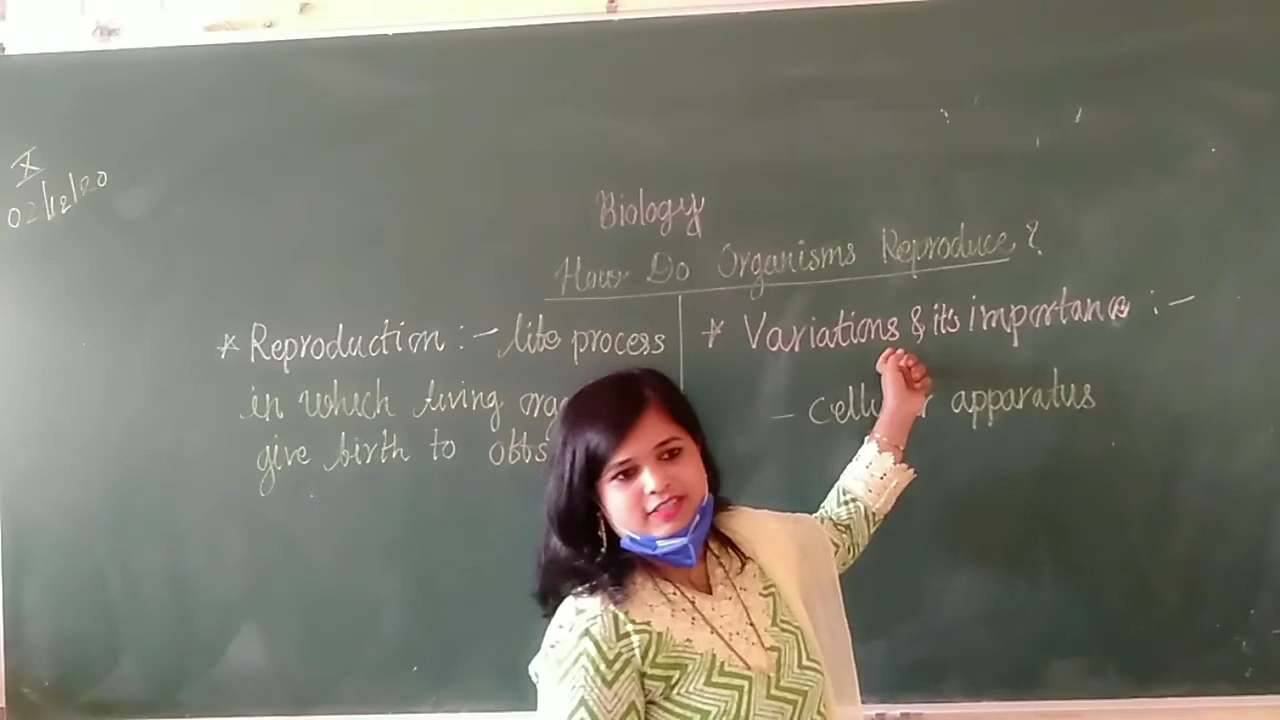 X
02/12/20
Biology
How Do Organisms Reproduce?
* Reproduction :- life process
in which living
give birth to
* Variations & its importance :-
- apparatus